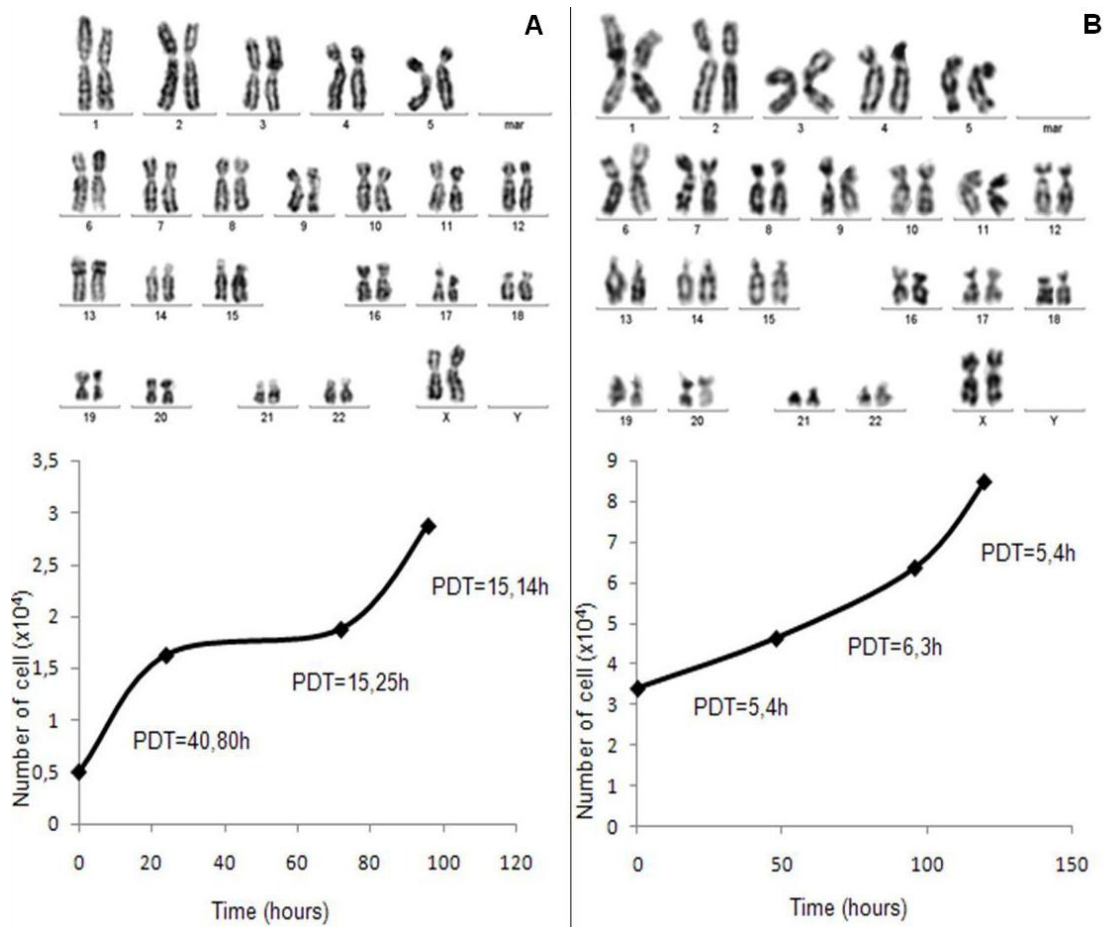 A
1 2 3 4 5 mar
6 7 8 9 10 11 12
13 14 15 16 17 18
19 20 21 22 X Y
Number of cell (x10⁴)
3,5
3
2,5
2
1,5
1
0,5
0
PDT=40,80h
PDT=15,25h
PDT=15,14h
0 20 40 60 80 100 120
Time (hours)
B
1 2 3 4 5 mar
6 7 8 9 10 11 12
13 14 15 16 17 18
19 20 21 22 X Y
Number of cell (x10⁴)
9
8
7
6
5
4
3
2
1
0
PDT=5,4h
PDT=6,3h
PDT=5,4h
0 50 100 150
Time (hours)